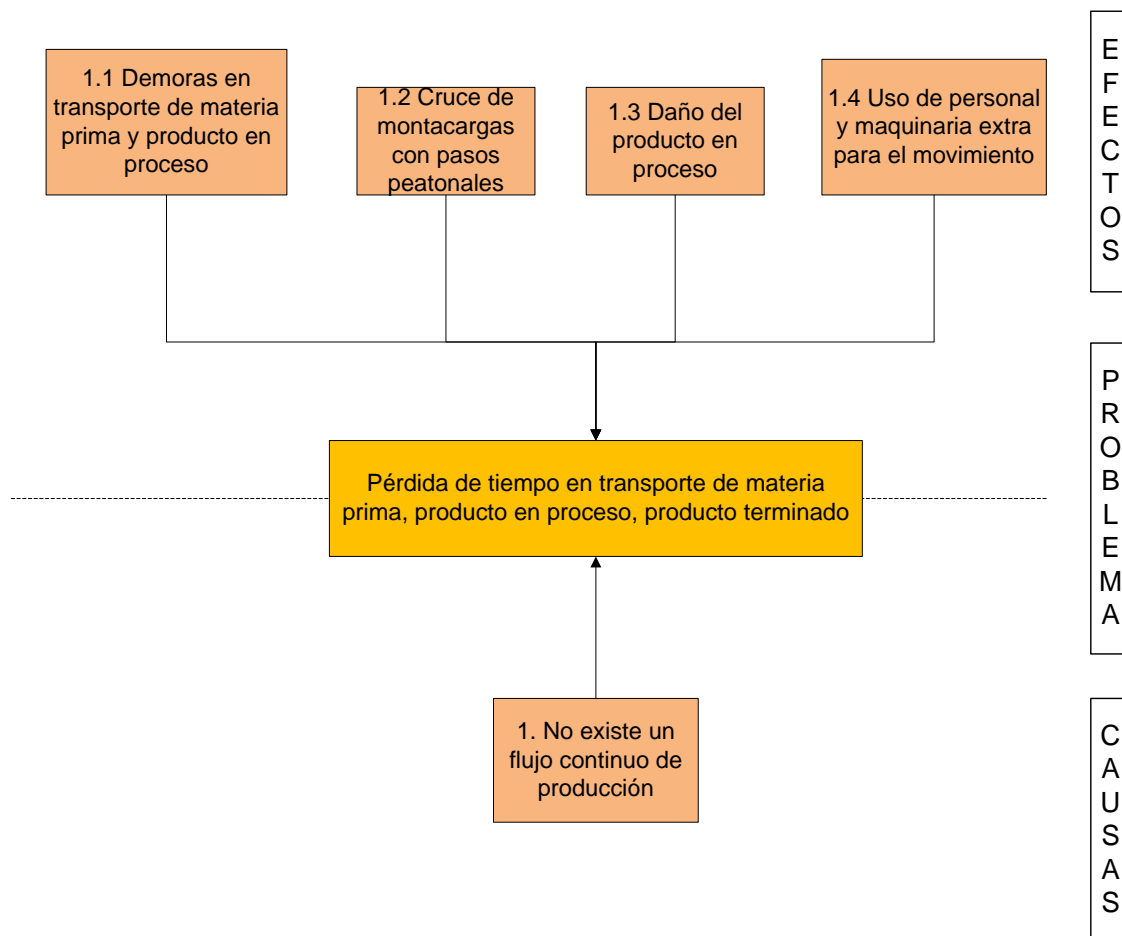 1.1 Demoras en
transporte de materia
prima y producto en
proceso
1.2 Cruce de
montacargas
con pasos
peatonales
1.3 Daño del
producto en
proceso
1.4 Uso de personal
y maquinaria extra
para el movimiento
E
F
E
C
T
O
S
Pérdida de tiempo en transporte de materia
prima, producto en proceso, producto terminado
P
R
O
B
L
E
M
A
1. No existe un
flujo continuo de
producción
C
A
U
S
A
S